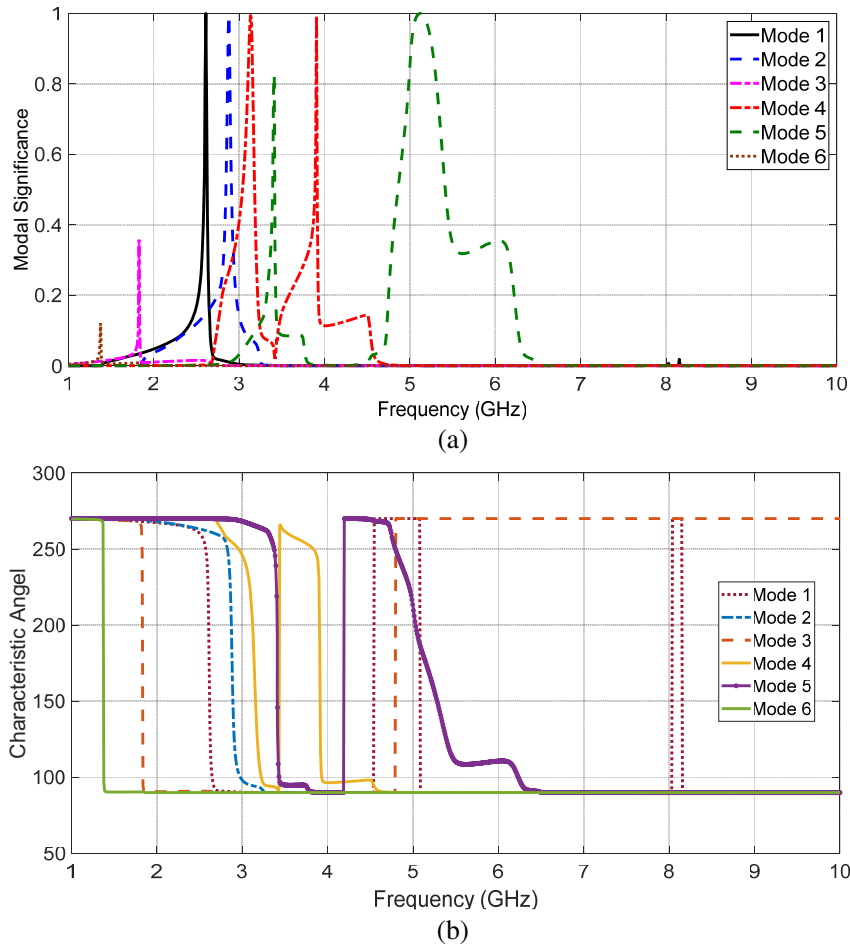 1
0.8
0.6
0.4
0.2
0
Modal Significance
Mode 1
Mode 2
Mode 3
Mode 4
Mode 5
Mode 6
1 2 3 4 5 6 7 8 9 10
Frequency (GHz)
(a)
300
250
200
150
100
50
Characteristic Angel
Mode 1
Mode 2
Mode 3
Mode 4
Mode 5
Mode 6
1 2 3 4 5 6 7 8 9 10
Frequency (GHz)
(b)